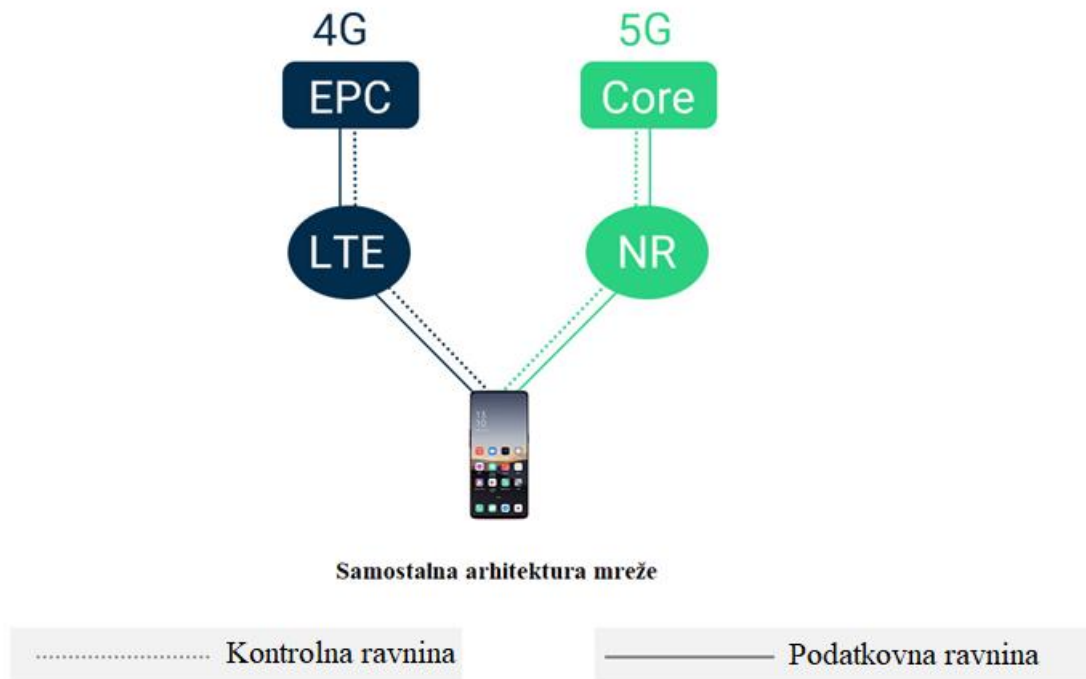 4G
5G
EPC
Core
LTE
NR
Samostalna arhitektura mreže
Kontrolna ravnina
Podatkovna ravnina